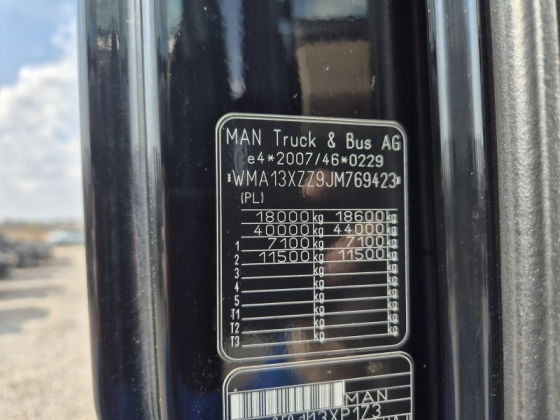 MAN Truck & Bus AG
e4*2007/46*0229
*WMA13XZZ9JM769423*
(PL)
18000 kg 18600 kg
40000 kg 44000 kg
1 7100 kg 7100 kg
2 11500 kg 11500 kg
3 kg kg
4 kg kg
5 kg kg
T1 kg kg
T2 kg kg
T3 kg kg
MAN